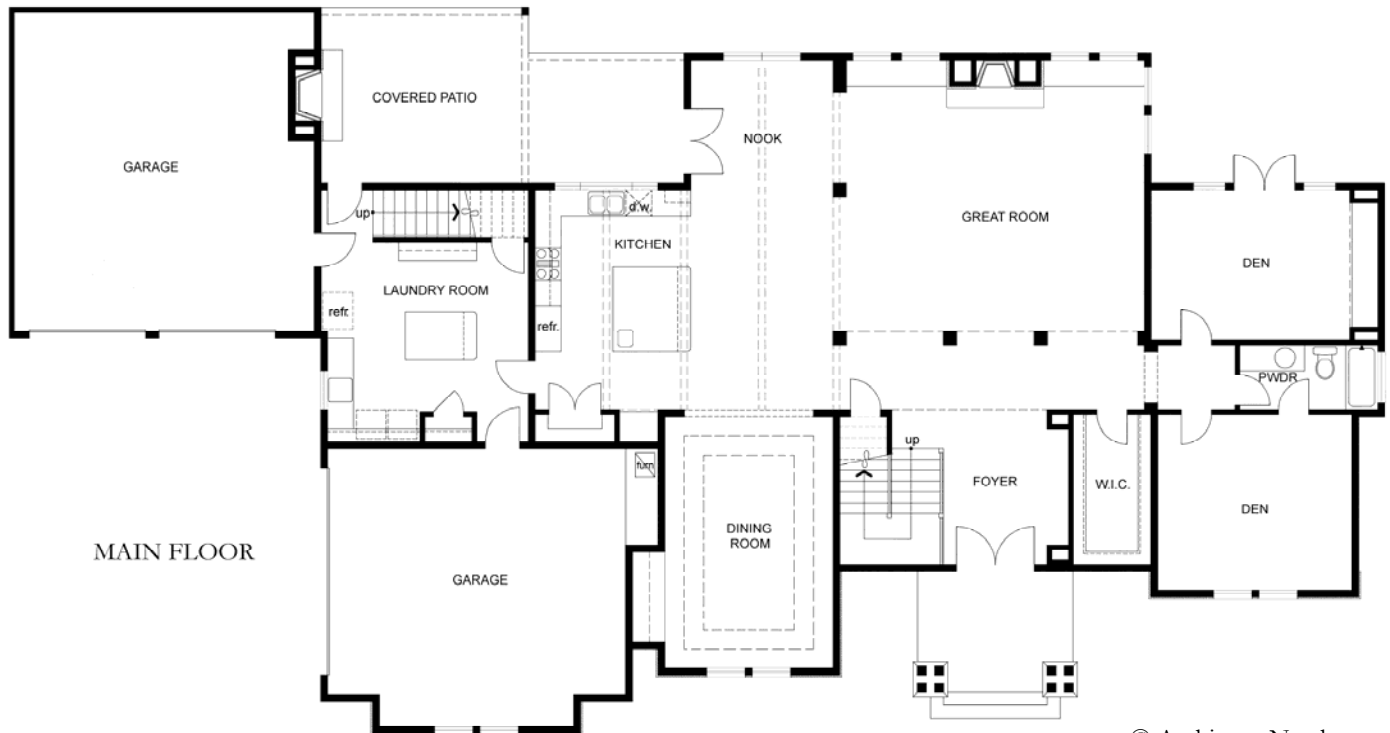 COVERED PATIO
GARAGE
NOOK
up
d.w.
GREAT ROOM
KITCHEN
DEN
LAUNDRY ROOM
refr.
refr.
PWDR
up
furn
FOYER
W.I.C.
DEN
DINING
ROOM
MAIN FLOOR
GARAGE